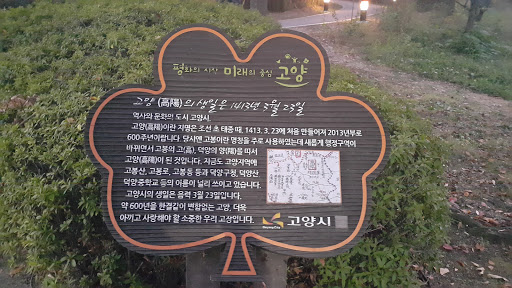 평화의 시작 미래의 중심 고양
고양(高陽)의 생일은 1413년 3월 23일
역사와 문화의 도시 고양시.
고양(高陽)이란 지명은 조선 초 태종 때, 1413. 3. 23에 처음 만들어져 2013년부로
600주년이랍니다. 당시엔 고봉이란 명칭을 주로 사용하였는데 새롭게 행정구역이
바뀌면서 고봉의 고(高), 덕양의 양(陽)를 따서
고양(高陽)이 된 것입니다. 지금도 고양지역에
고봉산, 고봉로, 고봉동 등과 덕양구청, 덕양산,
덕양중학교 등의 이름이 널리 쓰이고 있습니다.
고양시의 생일은 음력 3월 23일입니다.
약 600년을 한결같이 변함없는 고양, 더욱
아끼고 사랑해야 할 소중한 우리 고장입니다.
고양시